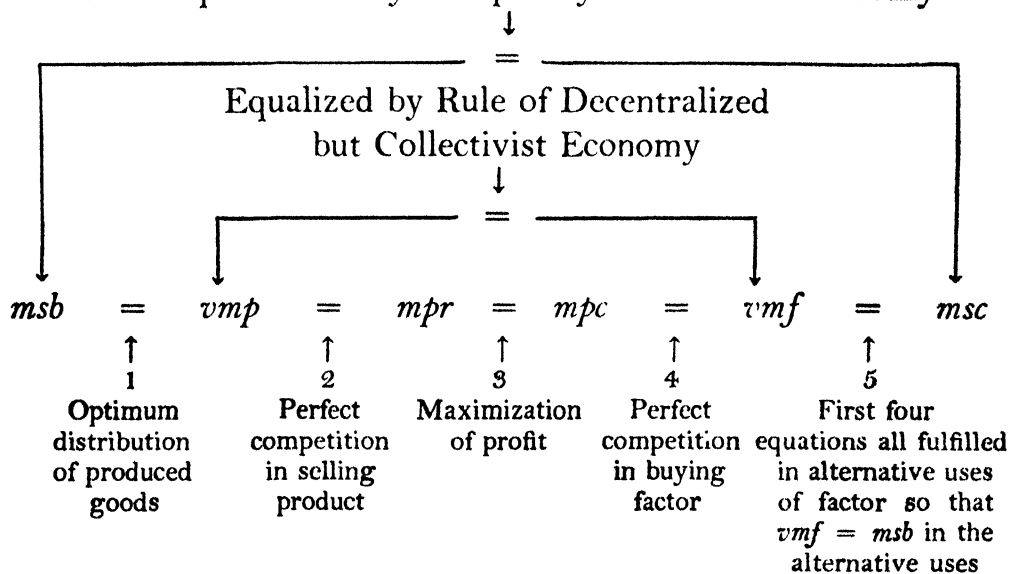 =
Equalized by Rule of Decentralized
but Collectivist Economy
=
msb = vmp = mpr = mpc = vmf = msc
1 2 3 4 5
Optimum
distribution
of produced
goods
Perfect
competition
in selling
product
Maximization
of profit
Perfect
competition
in buying
factor
First four
equations all fulfilled
in alternative uses
of factor so that
vmf = msb in the
alternative uses